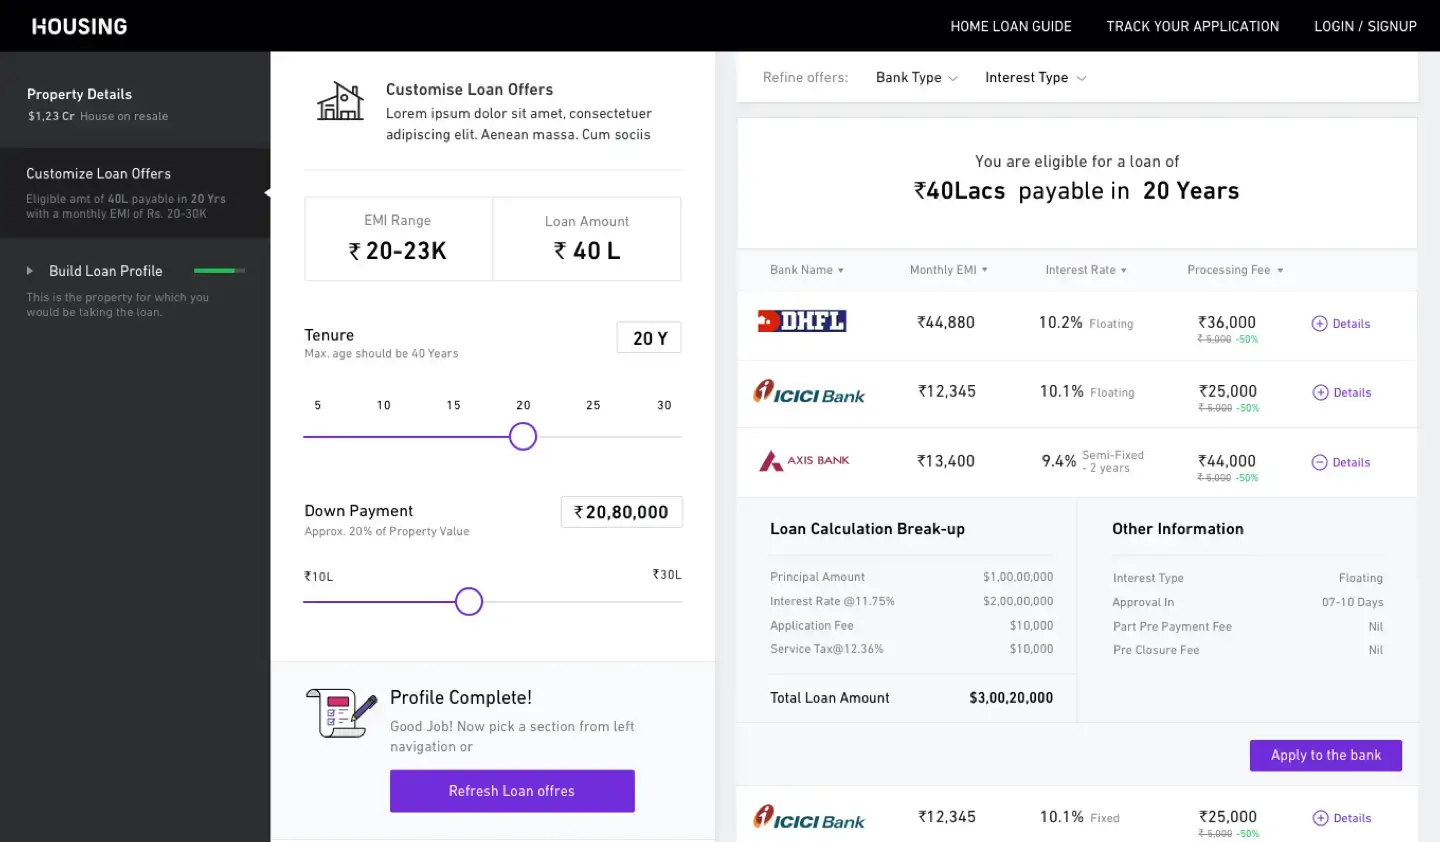 HOUSING
HOME LOAN GUIDE TRACK YOUR APPLICATION LOGIN / SIGNUP
Property Details
$1,23 Cr House on resale
Customize Loan Offers
Eligible amt of 40L payable in 20 Yrs
with a monthly EMI of Rs. 20-30K
Build Loan Profile
This is the property for which you
would be taking the loan.
Customise Loan Offers
Lorem ipsum dolor sit amet, consectetuer
adipiscing elit. Aenean massa. Cum sociis
EMI Range
₹ 20-23K
Loan Amount
₹ 40 L
Tenure
Max. age should be 40 Years
20 Y
5 10 15 20 25 30
Down Payment
Approx. 20% of Property Value
₹ 20,80,000
₹10L ₹30L
Profile Complete!
Good Job! Now pick a section from left
navigation or
Refresh Loan offres
Refine offers: Bank Type Interest Type
You are eligible for a loan of
₹40Lacs payable in 20 Years
Bank Name Monthly EMI Interest Rate Processing Fee
DHFL ₹44,880 10.2% Floating ₹36,000 Details
₹ 5,000 -50%
ICICI Bank ₹12,345 10.1% Floating ₹25,000 Details
₹ 5,000 -50%
AXIS BANK ₹13,400 9.4% Semi-Fixed - 2 years ₹44,000 Details
₹ 5,000 -50%
Loan Calculation Break-up
Principal Amount $1,00,00,000
Interest Rate @11.75% $2,00,00,000
Application Fee $10,000
Service Tax@12.36% $10,000
Total Loan Amount $3,00,20,000
Other Information
Interest Type Floating
Approval In 07-10 Days
Part Pre Payment Fee Nil
Pre Closure Fee Nil
Apply to the bank
ICICI Bank ₹12,345 10.1% Fixed ₹25,000 Details
₹ 5,000 -50%